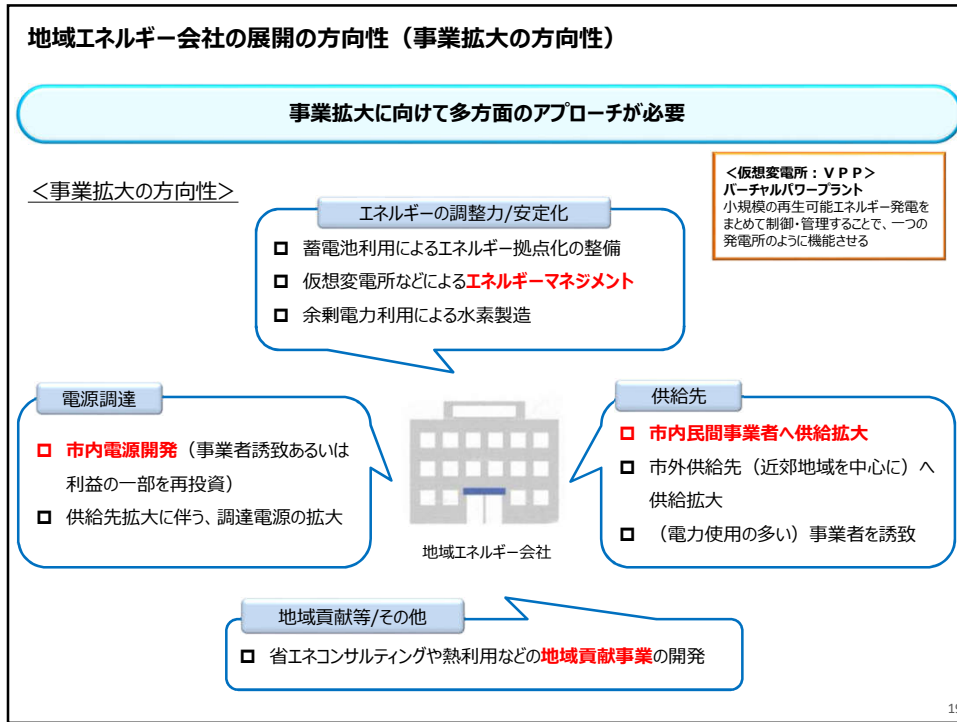 地域エネルギー会社の展開の方向性（事業拡大の方向性）
事業拡大に向けて多方面のアプローチが必要
＜事業拡大の方向性＞
＜仮想変電所：ＶＰＰ＞
バーチャルパワープラント
小規模の再生可能エネルギー発電を
まとめて制御・管理することで、一つの
発電所のように機能させる
エネルギーの調整力/安定化
蓄電池利用によるエネルギー拠点化の整備
仮想変電所などによるエネルギーマネジメント
余剰電力利用による水素製造
電源調達
市内電源開発（事業者誘致あるいは
利益の一部を再投資）
供給先拡大に伴う、調達電源の拡大
地域エネルギー会社
供給先
市内民間事業者へ供給拡大
市外供給先（近郊地域を中心に）へ
供給拡大
（電力使用の多い）事業者を誘致
地域貢献等/その他
省エネコンサルティングや熱利用などの地域貢献事業の開発